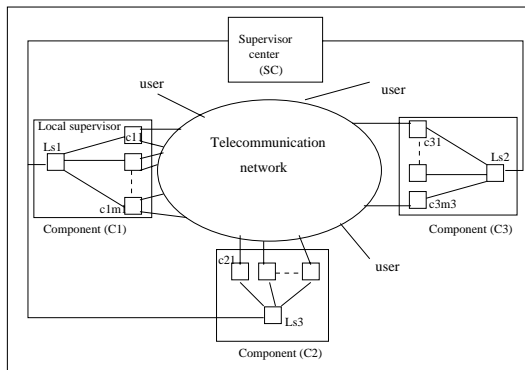 Supervisor
center
(SC)
user
user
Local supervisor
c11
Ls1
c1m1
Component (C1)
Telecommunication
network
c31
Ls2
c3m3
Component (C3)
user
c21
Ls3
Component (C2)